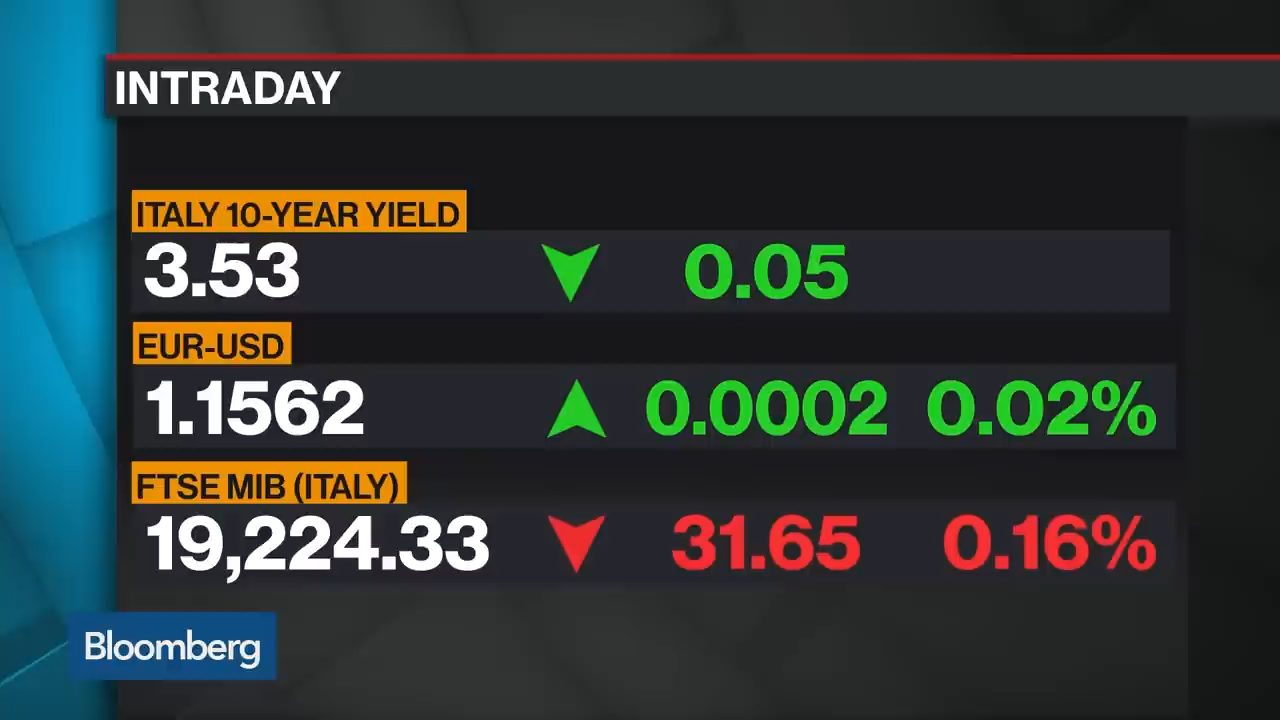 INTRADAY
ITALY 10-YEAR YIELD
3.53 0.05
EUR-USD
1.1562 0.0002 0.02%
FTSE MIB (ITALY)
19,224.33 31.65 0.16%
Bloomberg